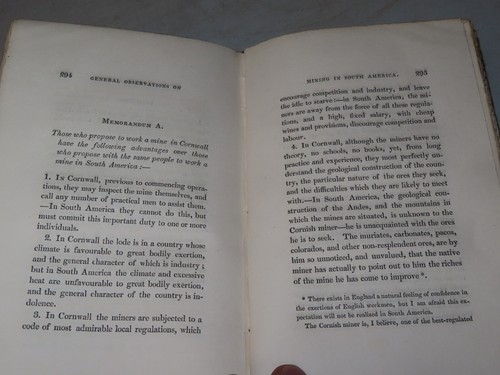 294 GENERAL OBSERVATIONS ON
MEMORANDUM A.
Those who propose to work a mine in Cornwall
have the following advantages over those
who propose with the same people to work a
mine in South America:—
1. In Cornwall, previous to commencing opera-
tions, they may inspect the mine themselves, and
call any number of practical men to assist them.
—In South America they cannot do this, but
must commit this important duty to one or more
individuals.
2. In Cornwall the lode is in a country whose
climate is favourable to great bodily exertion,
and the general character of which is industry;
but in South America the climate and excessive
heat are unfavourable to great bodily exertion,
and the general character of the country is in-
dolence.
3. In Cornwall the miners are subjected to a
code of most admirable local regulations, which
MINING IN SOUTH AMERICA. 295
encourage competition and industry, and leave
the idle to starve:—in South America, the mi-
ners are away from the force of all these regula-
tions, and a high, fixed salary, with cheap
wines and provisions, discourage competition and
labour.
4. In Cornwall, although the miners have no
theory, no schools, no books, yet, from long
practice and experience, they most perfectly un-
derstand the geological construction of the coun-
try, the particular nature of the ores they seek,
and the difficulties which they are likely to meet
with.—In South America, the geological con-
struction of the Andes, and the mountains in
which the mines are situated, is unknown to the
Cornish miner—he is unacquainted with the ores
he is to seek. The muriates, carbonates, pacos,
colorados, and other non-resplendent ores, are by
him so unnoticed, and unvalued, that the native
miner has actually to point out to him the riches
of the mine he has come to improve*.
* There exists in England a natural feeling of confidence in
the exertions of English workmen, but I am afraid this ex-
pectation will not be realised in South America.
The Cornish miner is, I believe, one of the best-regulated